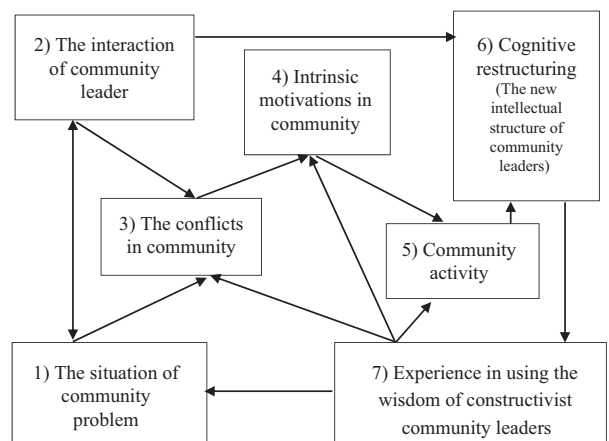 2) The interaction
of community
leader
4) Intrinsic
motivations in
community
6) Cognitive
restructuring
(The new
intellectual
structure of
community
leaders)
3) The conflicts
in community
5) Community
activity
1) The situation of
community
problem
7) Experience in using the
wisdom of constructivist
community leaders